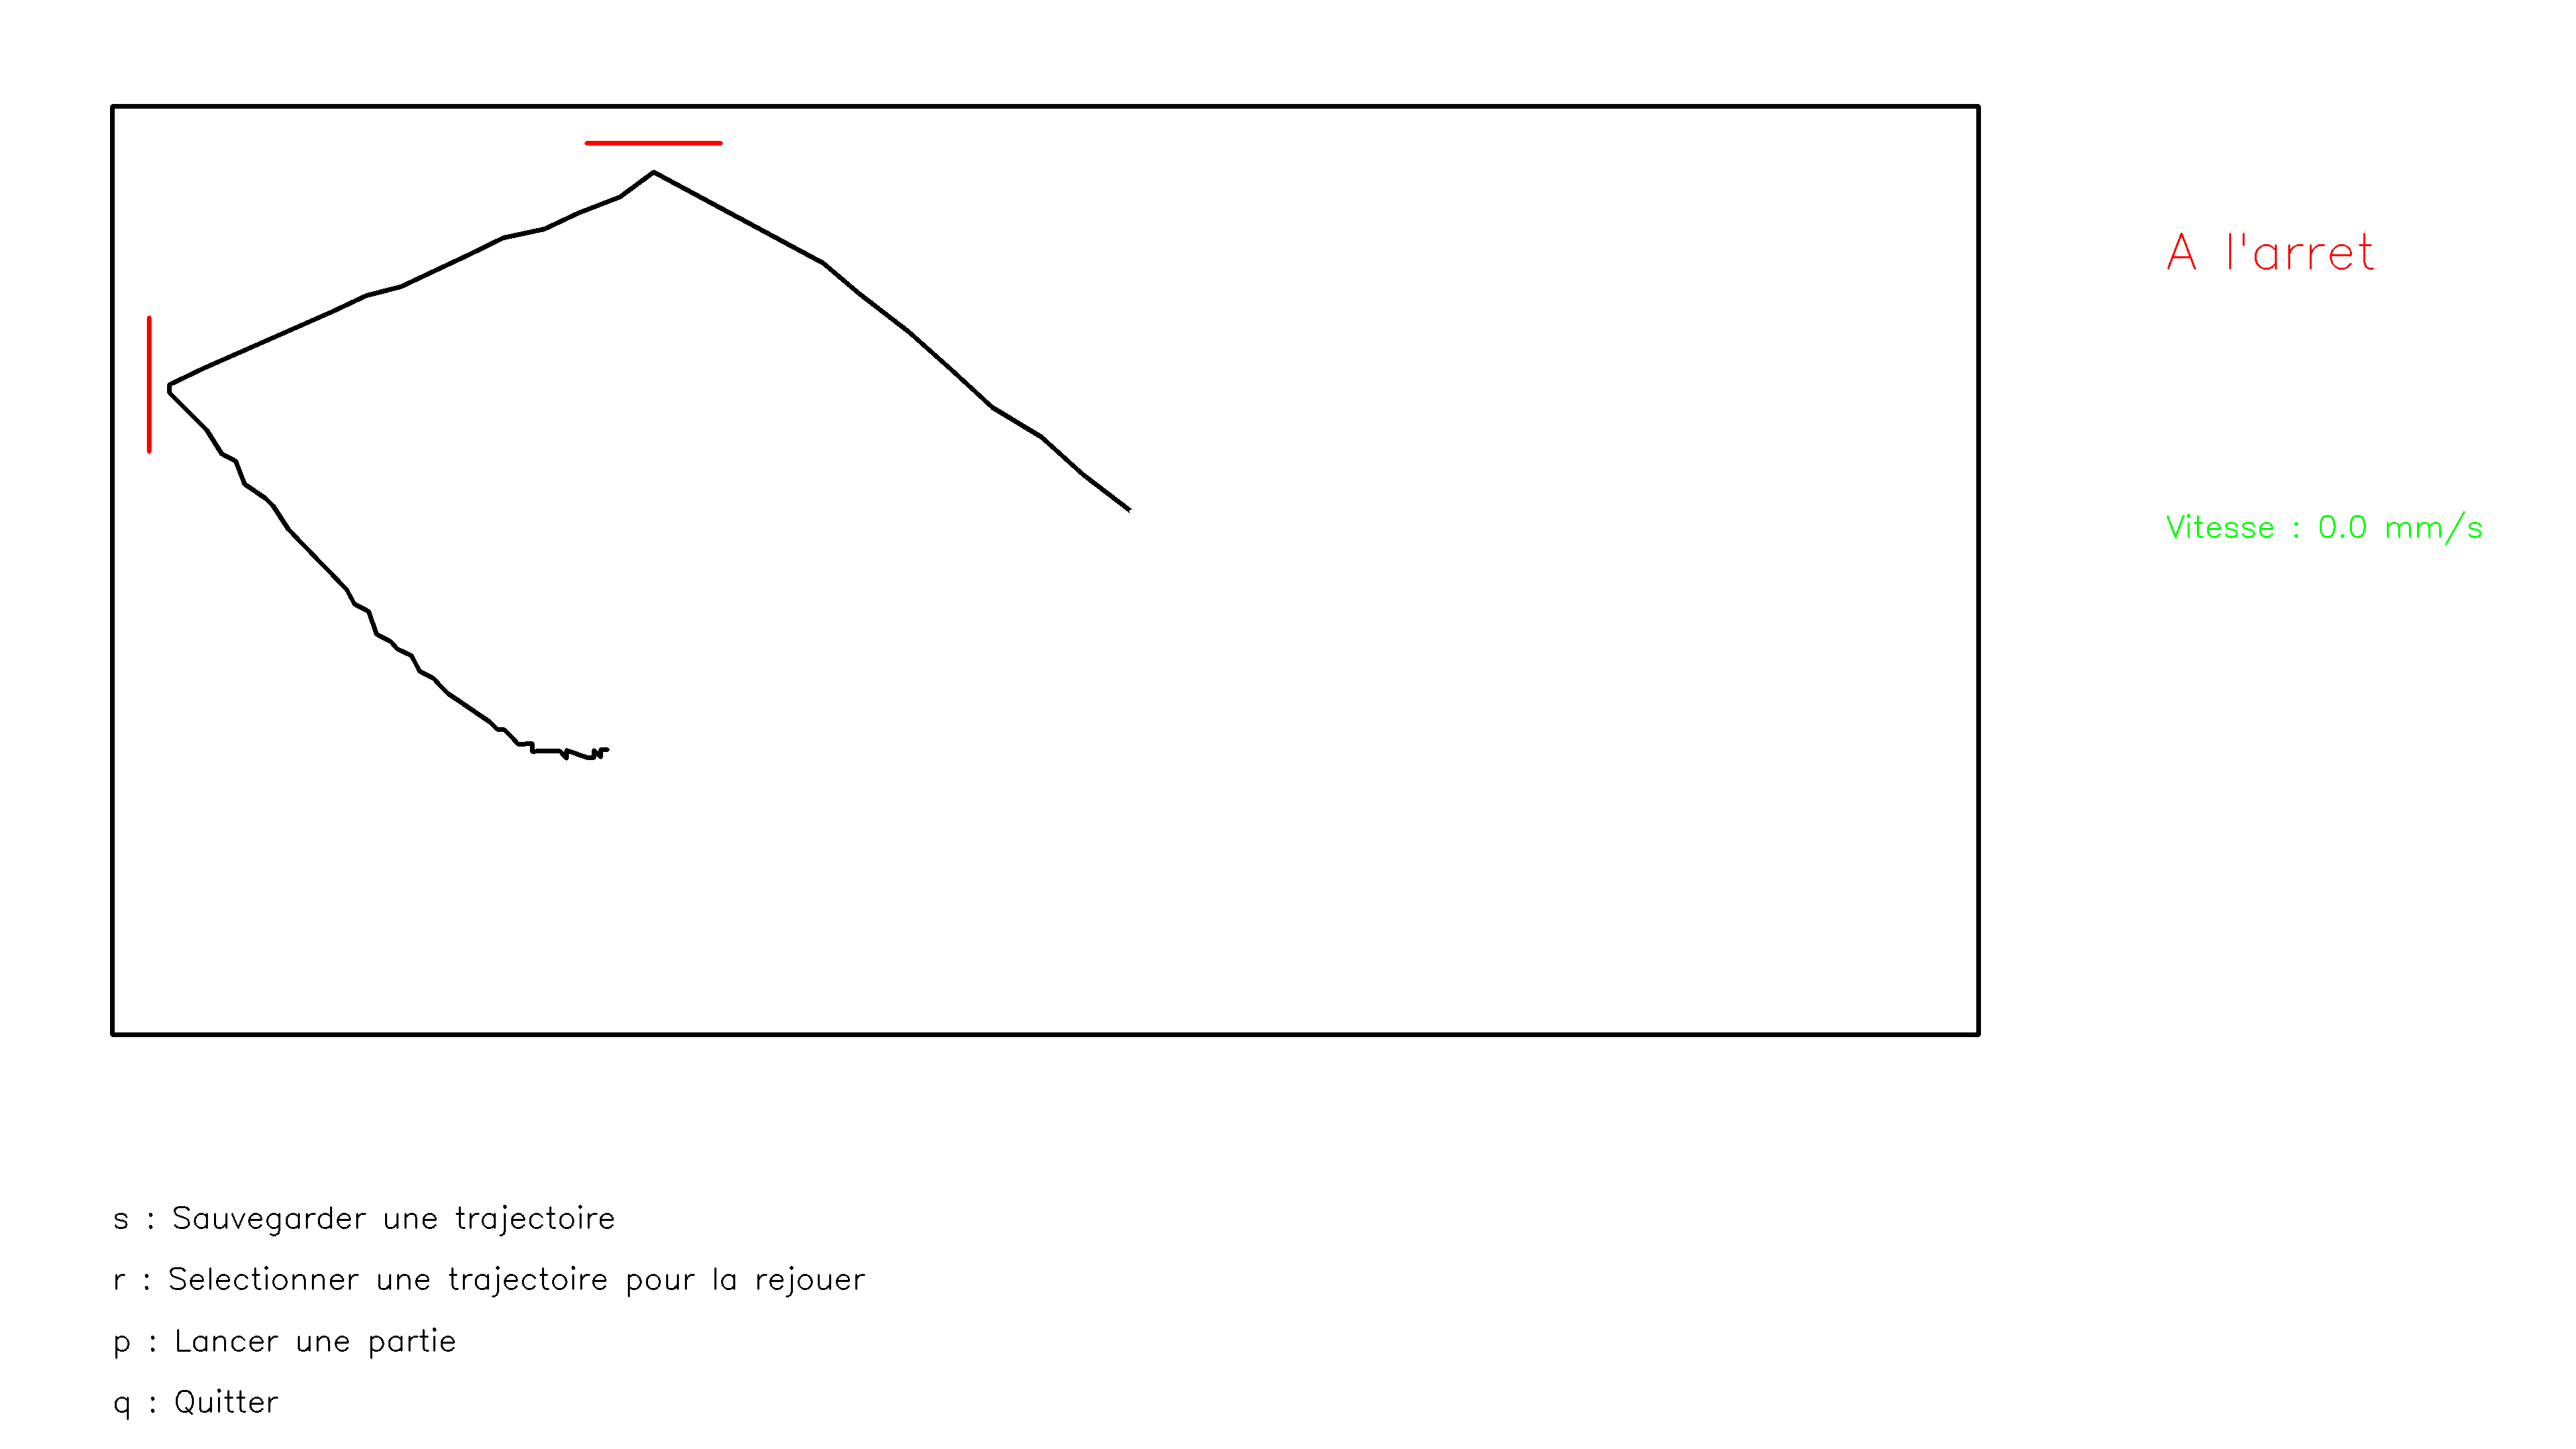 A l'arret
Vitesse : 0.0 mm/s
s : Sauvegarder une trajectoire
r : Selectionner une trajectoire pour la rejouer
p : Lancer une partie
q : Quitter